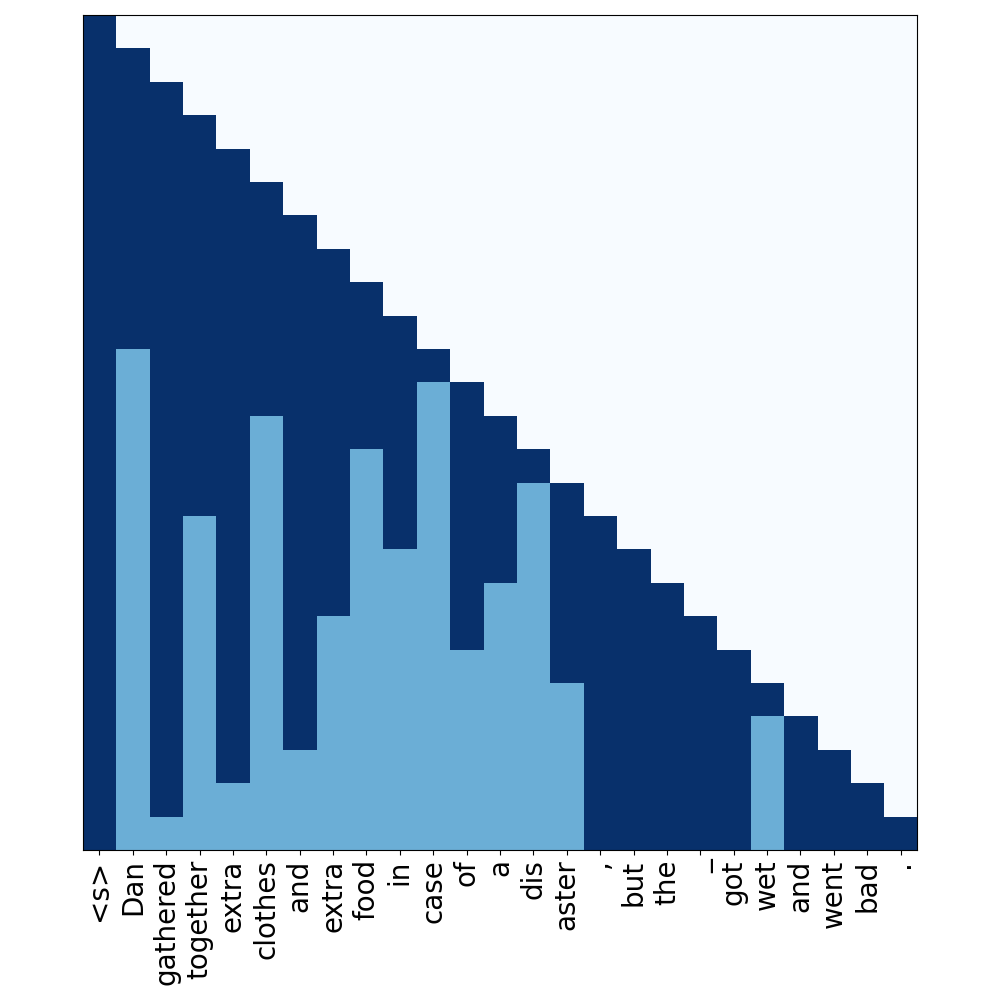 <s>
Dan
gathered
together
extra
clothes
and
extra
food
in
case
of
a
dis
aster
,
but
the
_
got
wet
and
went
bad
.